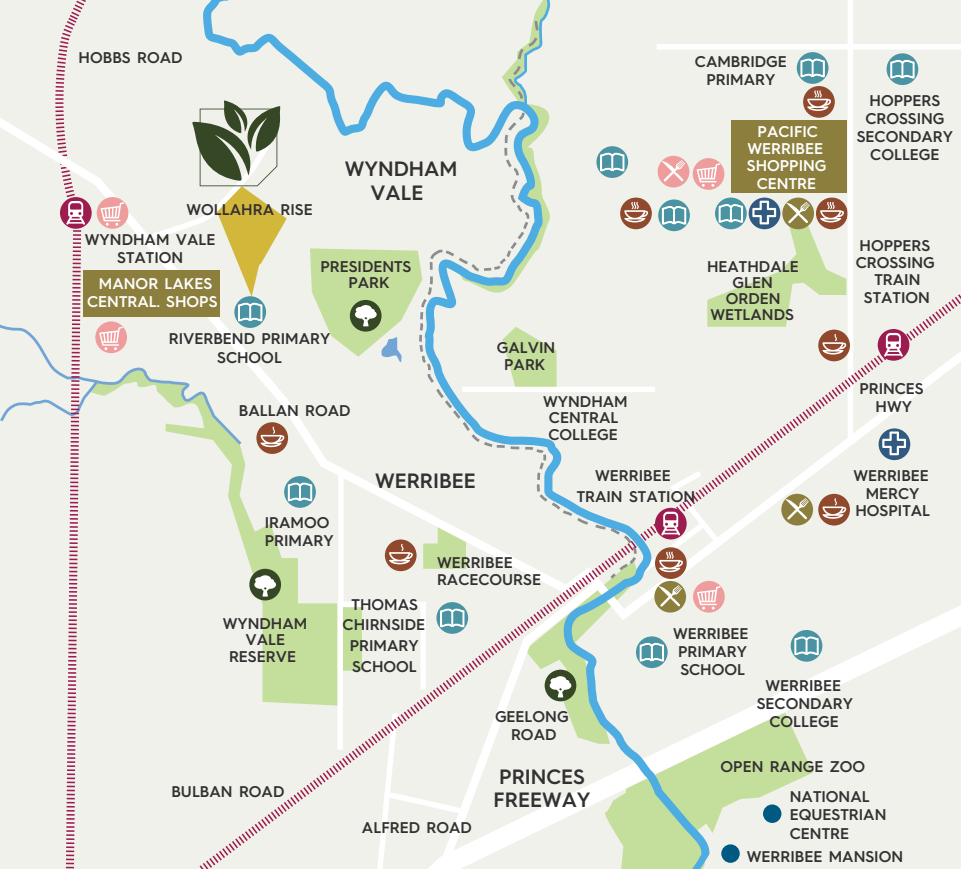 HOBBS ROAD
CAMBRIDGE
PRIMARY
HOPPERS
CROSSING
SECONDARY
COLLEGE
PACIFIC
WERRIBEE
SHOPPING
CENTRE
WYNDHAM
VALE
WOLLAHRA RISE
WYNDHAM VALE
STATION
MANOR LAKES
CENTRAL. SHOPS
PRESIDENTS
PARK
HEATHDALE
GLEN
ORDEN
WETLANDS
HOPPERS
CROSSING
TRAIN
STATION
RIVERBEND PRIMARY
SCHOOL
GALVIN
PARK
PRINCES
HWY
BALLAN ROAD
WYNDHAM
CENTRAL
COLLEGE
WERRIBEE
WERRIBEE
TRAIN STATION
WERRIBEE
MERCY
HOSPITAL
IRAMOO
PRIMARY
WERRIBEE
RACECOURSE
WYNDHAM
VALE
RESERVE
THOMAS
CHIRNSIDE
PRIMARY
SCHOOL
WERRIBEE
PRIMARY
SCHOOL
WERRIBEE
SECONDARY
COLLEGE
GEELONG
ROAD
PRINCES
FREEWAY
OPEN RANGE ZOO
BULBAN ROAD
NATIONAL
EQUESTRIAN
CENTRE
ALFRED ROAD
WERRIBEE MANSION